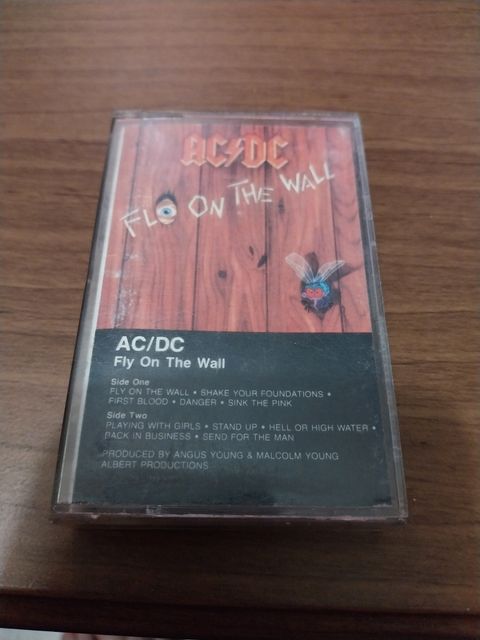 AC/DC
FLY ON THE WALL
AC/DC
Fly On The Wall
Side One
FLY ON THE WALL • SHAKE YOUR FOUNDATIONS •
FIRST BLOOD • DANGER • SINK THE PINK
Side Two
PLAYING WITH GIRLS • STAND UP • HELL OR HIGH WATER •
BACK IN BUSINESS • SEND FOR THE MAN
PRODUCED BY ANGUS YOUNG & MALCOLM YOUNG
ALBERT PRODUCTIONS